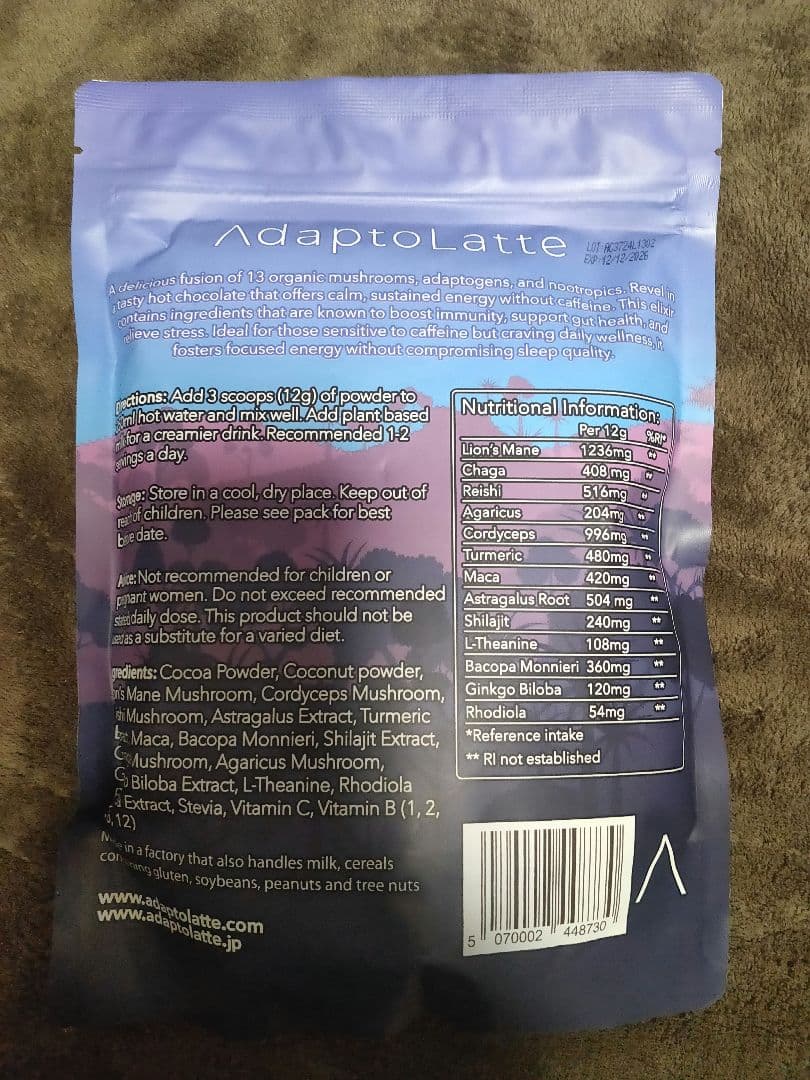 AdaptoLatte
LOT: AC3724L1302
EXP: 12/12/2026
A delicious fusion of 13 organic mushrooms, adaptogens, and nootropics. Revel in
tasty hot chocolate that offers calm, sustained energy without caffeine. This elixir
contains ingredients that are known to boost immunity, support gut health, and
relieve stress. Ideal for those sensitive to caffeine but craving daily wellness, it
fosters focused energy without compromising sleep quality.
Directions: Add 3 scoops (12g) of powder to
hot water and mix well. Add plant based
for a creamier drink. Recommended 1-2
servings a day.
Storage: Store in a cool, dry place. Keep out of
reach of children. Please see pack for best
date.
Not recommended for children or
women. Do not exceed recommended
daily dose. This product should not be
as a substitute for a varied diet.
Ingredients: Cocoa Powder, Coconut powder,
Mane Mushroom, Cordyceps Mushroom,
Mushroom, Astragalus Extract, Turmeric
Maca, Bacopa Monnieri, Shilajit Extract,
Mushroom, Agaricus Mushroom,
Biloba Extract, L-Theanine, Rhodiola
Extract, Stevia, Vitamin C, Vitamin B (1, 2,
12)
in a factory that also handles milk, cereals
gluten, soybeans, peanuts and tree nuts
www.adaptolatte.com
www.adaptolatte.jp
Nutritional Information:
Per 12g %RI*
Lion's Mane 1236mg **
Chaga 408mg **
Reishi 516mg **
Agaricus 204mg **
Cordyceps 996mg **
Turmeric 480mg **
Maca 420mg **
Astragalus Root 504 mg **
Shilajit 240mg **
L-Theanine 108mg **
Bacopa Monnieri 360mg **
Ginkgo Biloba 120mg **
Rhodiola 54mg **
*Reference intake
** RI not established
5 070002 448730